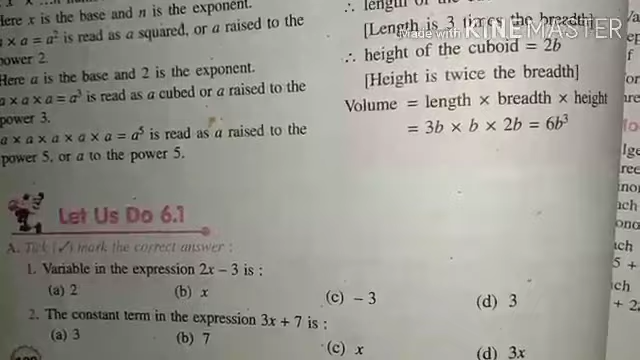 Here x is the base and n is the exponent.
a × a = a² is read as a squared, or a raised to the
power 2.
Here a is the base and 2 is the exponent.
a × a × a = a³ is read as a cubed or a raised to the
power 3.
a × a × a × a × a = a⁵ is read as a raised to the
power 5, or a to the power 5.
Let Us Do 6.1
A. Tick (✓) mark the correct answer :
1. Variable in the expression 2x − 3 is :
(a) 2 (b) x (c) − 3 (d) 3
2. The constant term in the expression 3x + 7 is :
(a) 3 (b) 7 (c) x (d) 3x
[Length is 3 times the breadth]
∴ height of the cuboid = 2b
[Height is twice the breadth]
Volume = length × breadth × height
= 3b × b × 2b = 6b³
Made with KINEMASTER